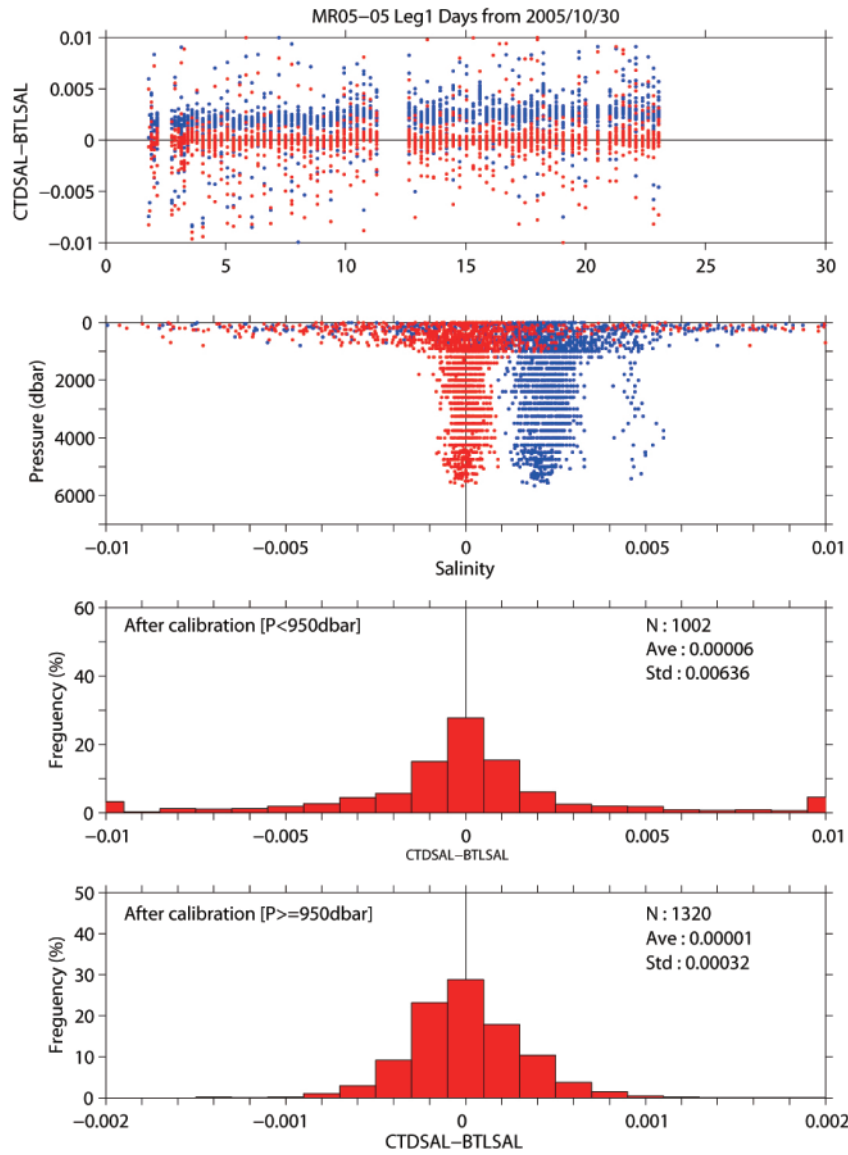 MR05−05 Leg1 Days from 2005/10/30
CTDSAL−BTLSAL
0.01
0.005
0
−0.005
−0.01
0 5 10 15 20 25 30
Pressure (dbar)
0
2000
4000
6000
−0.01 −0.005 0 0.005 0.01
Salinity
Freguency (%)
60
40
20
0
After calibration [P<950dbar]
N : 1002
Ave : 0.00006
Std : 0.00636
−0.01 −0.005 0 0.005 0.01
CTDSAL−BTLSAL
Freguency (%)
50
40
30
20
10
0
After calibration [P>=950dbar]
N : 1320
Ave : 0.00001
Std : 0.00032
−0.002 −0.001 0 0.001 0.002
CTDSAL−BTLSAL